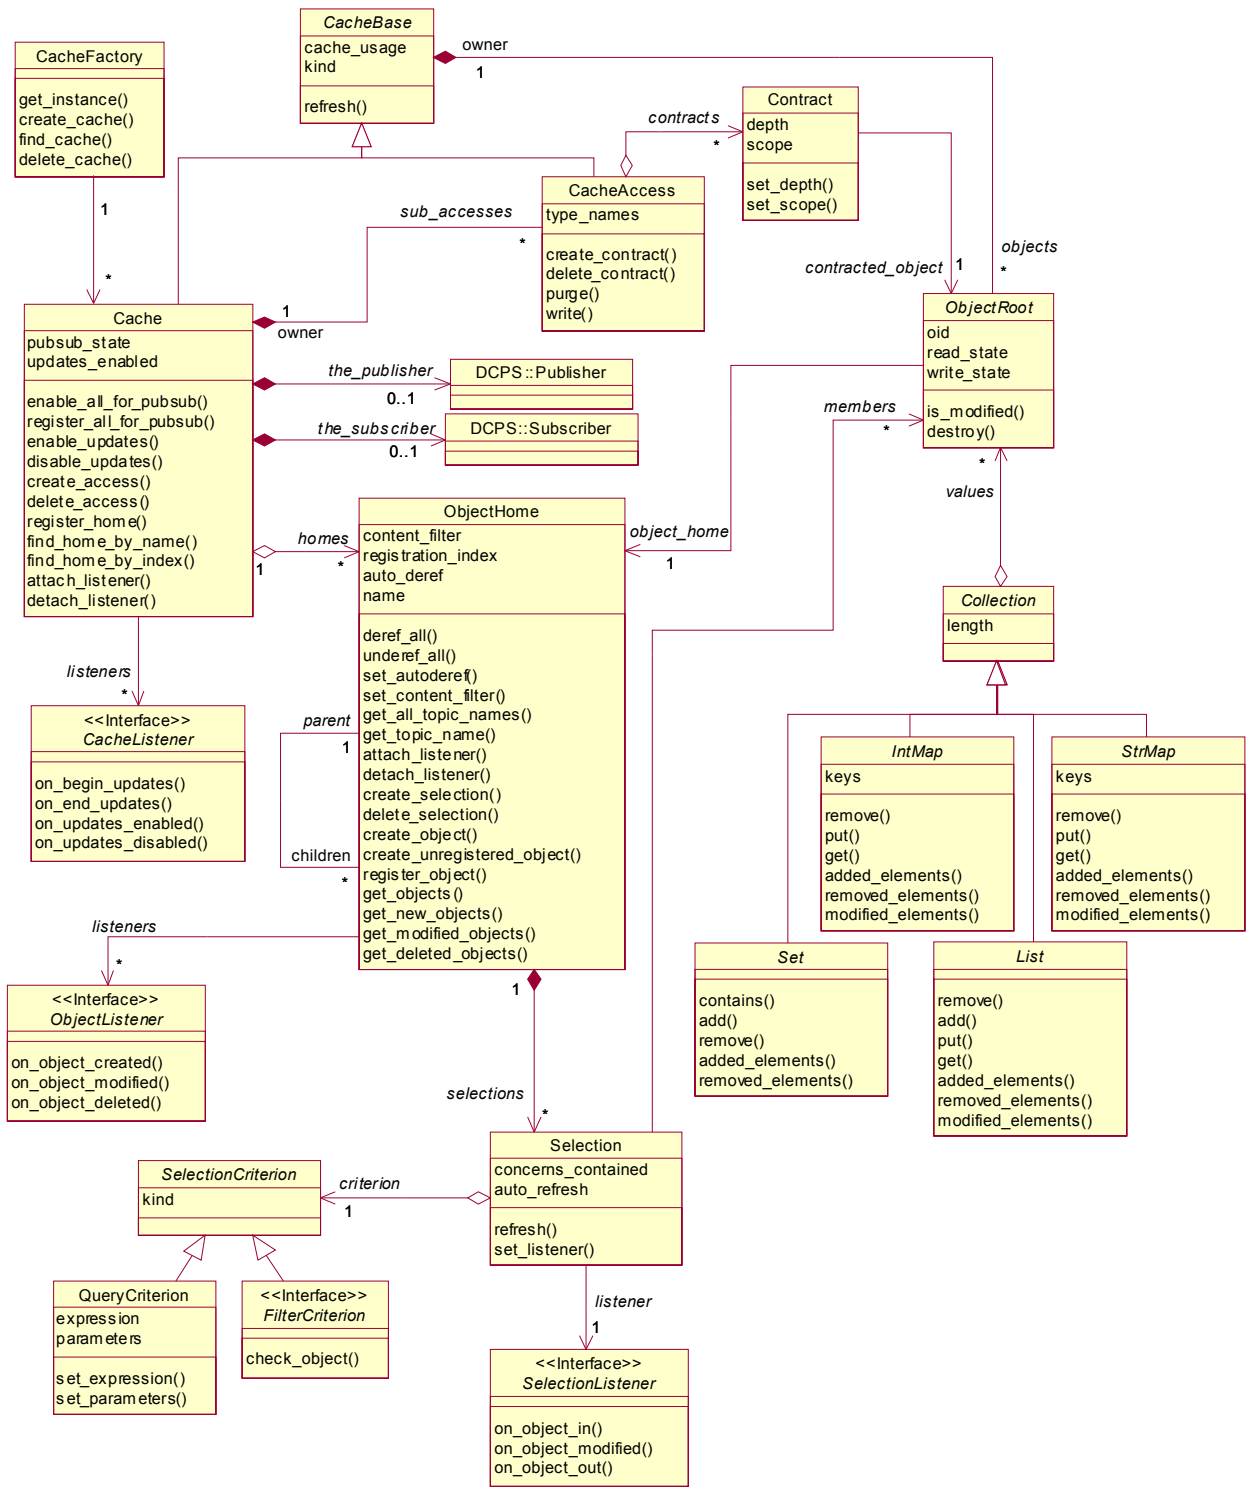 CacheBase
cache_usage
kind
refresh()
owner
1
CacheFactory
get_instance()
create_cache()
find_cache()
delete_cache()
1
*
contracts
*
Contract
depth
scope
set_depth()
set_scope()
CacheAccess
type_names
create_contract()
delete_contract()
purge()
write()
sub_accesses
*
1
owner
objects
*
contracted_object
1
ObjectRoot
oid
read_state
write_state
is_modified()
destroy()
Cache
pubsub_state
updates_enabled
enable_all_for_pubsub()
register_all_for_pubsub()
enable_updates()
disable_updates()
create_access()
delete_access()
register_home()
find_home_by_name()
find_home_by_index()
attach_listener()
detach_listener()
the_publisher
0..1
DCPS::Publisher
the_subscriber
0..1
DCPS::Subscriber
members
*
*
values
homes
1
*
object_home
1
ObjectHome
content_filter
registration_index
auto_deref
name
deref_all()
underef_all()
set_autoderef()
set_content_filter()
get_all_topic_names()
get_topic_name()
attach_listener()
detach_listener()
create_selection()
delete_selection()
create_object()
create_unregistered_object()
register_object()
get_objects()
get_new_objects()
get_modified_objects()
get_deleted_objects()
parent
1
children
*
Collection
length
listeners
*
<<Interface>>
CacheListener
on_begin_updates()
on_end_updates()
on_updates_enabled()
on_updates_disabled()
IntMap
keys
remove()
put()
get()
added_elements()
removed_elements()
modified_elements()
StrMap
keys
remove()
put()
get()
added_elements()
removed_elements()
modified_elements()
Set
contains()
add()
remove()
added_elements()
removed_elements()
List
remove()
add()
put()
get()
added_elements()
removed_elements()
modified_elements()
listeners
*
<<Interface>>
ObjectListener
on_object_created()
on_object_modified()
on_object_deleted()
1
selections
*
Selection
concerns_contained
auto_refresh
refresh()
set_listener()
criterion
1
SelectionCriterion
kind
QueryCriterion
expression
parameters
set_expression()
set_parameters()
<<Interface>>
FilterCriterion
check_object()
listener
1
<<Interface>>
SelectionListener
on_object_in()
on_object_modified()
on_object_out()